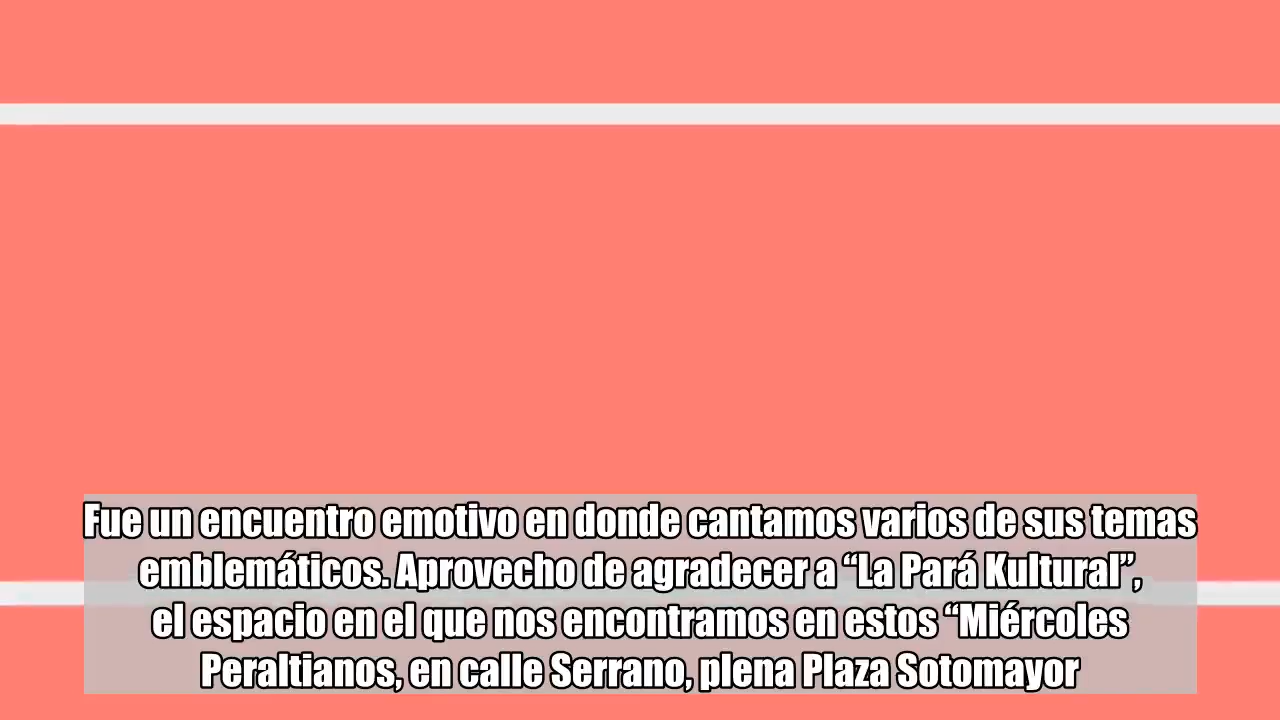 Fue un encuentro emotivo en donde cantamos varios de sus temas
emblemáticos. Aprovecho de agradecer a “La Pará Kultural”,
el espacio en el que nos encontramos en estos “Miércoles
Peraltianos, en calle Serrano, plena Plaza Sotomayor